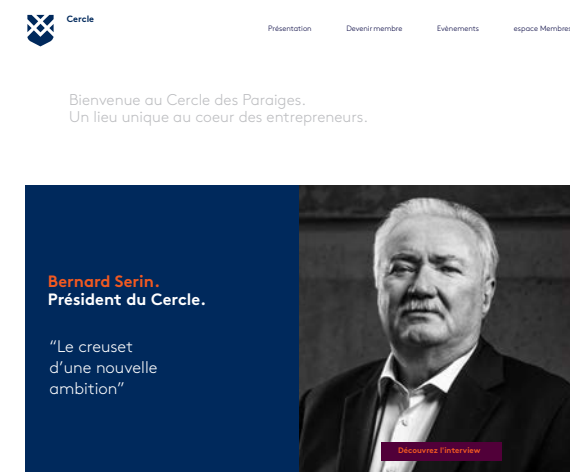 Cercle
Présentation Devenir membre Evènements espace Membres
Bienvenue au Cercle des Paraiges.
Un lieu unique au coeur des entrepreneurs.
Bernard Serin.
Président du Cercle.
“Le creuset
d’une nouvelle
ambition”
Découvrez l’interview